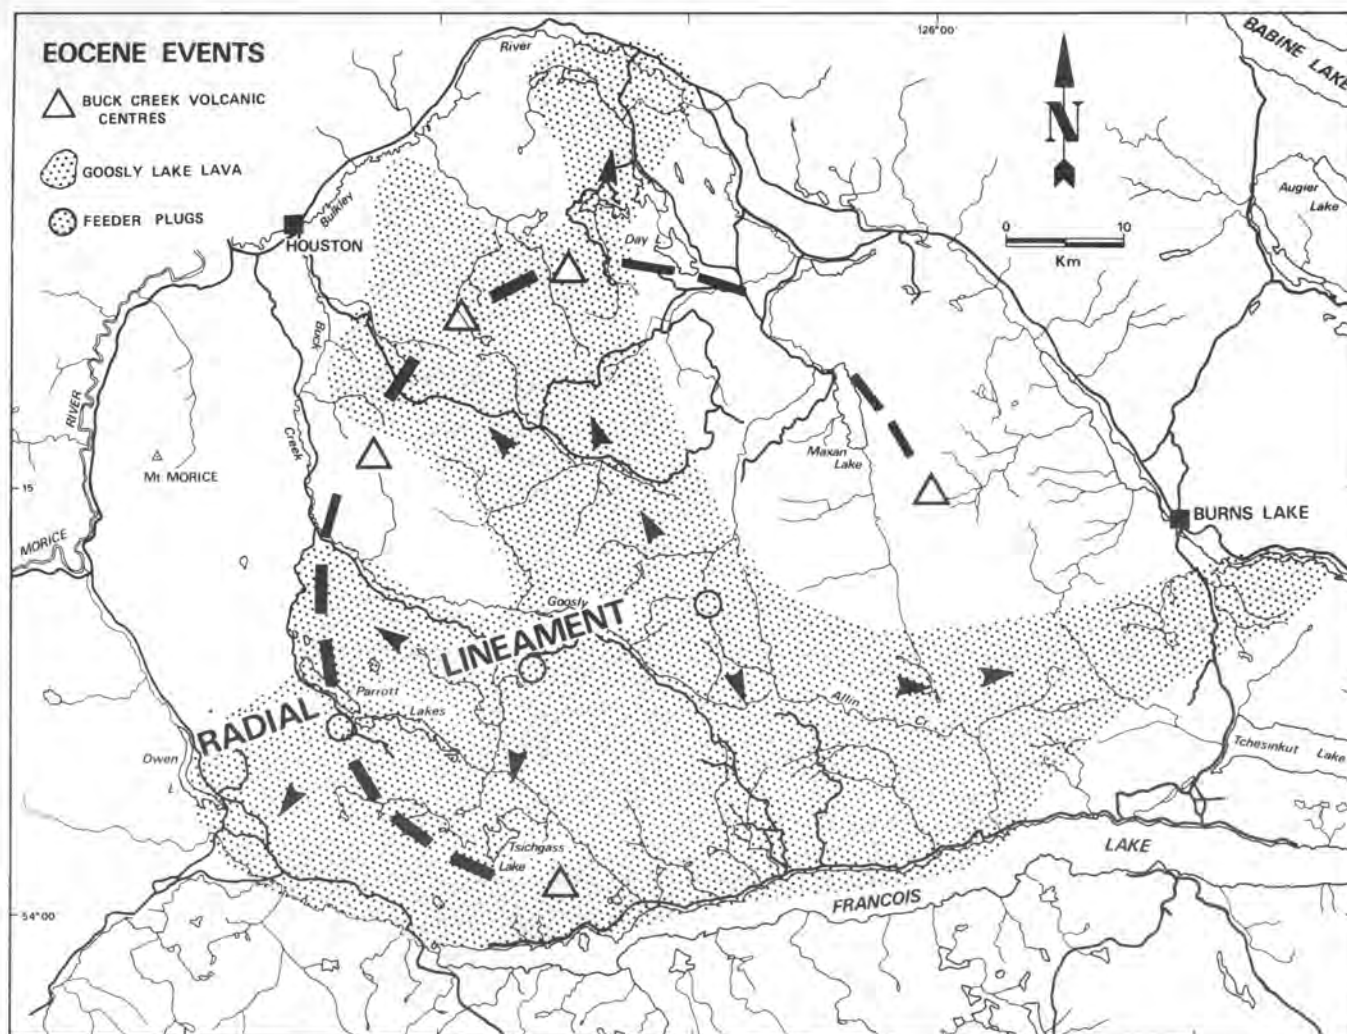 EOCENE EVENTS
BUCK CREEK VOLCANIC
CENTRES
GOOSLY LAKE LAVA
FEEDER PLUGS
River
126°00'
BABINE LAKE
N
0 10
Km
Augier
Lake
Bulkley
HOUSTON
Day
Buck
Creek
RIVER
Mt MORICE
Maxan
Lake
15
MORICE
BURNS LAKE
Goosly
LINEAMENT
RADIAL
Parrott
Lakes
Allin
Cr.
Owen
L.
Tchesinkut Lake
Tsichgass
Lake
LAKE
FRANCOIS
54°00'